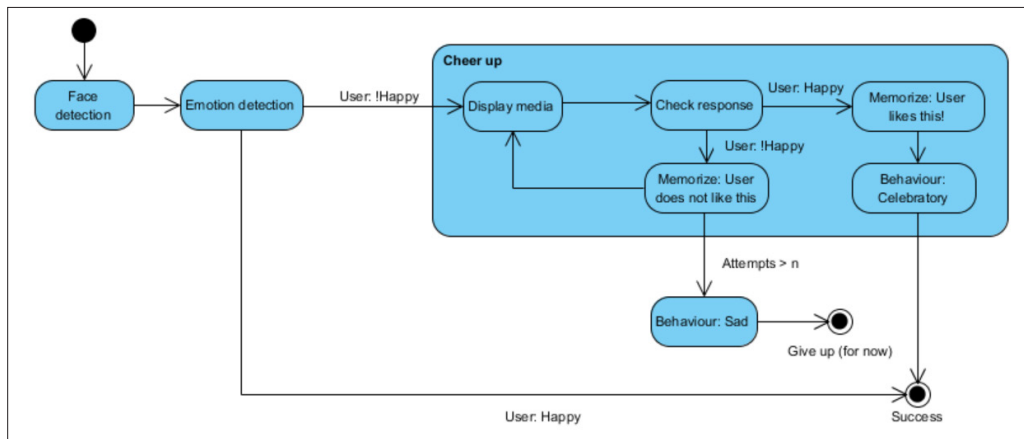 Cheer up
Face
detection
Emotion detection
User: !Happy
Display media
Check response
User: Happy
Memorize: User
likes this!
User: !Happy
Memorize: User
does not like this
Behaviour:
Celebratory
Attempts > n
Behaviour: Sad
Give up (for now)
User: Happy
Success